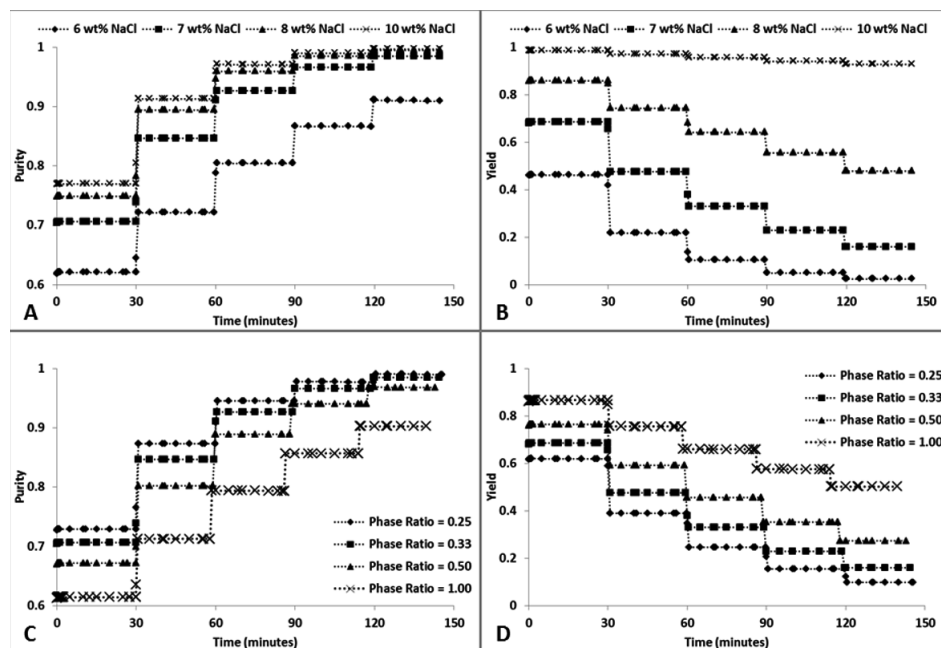 6 wt% NaCl 7 wt% NaCl 8 wt% NaCl 10 wt% NaCl
1
0.9
0.8
0.7
0.6
Purity
0 30 60 90 120 150
Time (minutes)
A
6 wt% NaCl 7 wt% NaCl 8 wt% NaCl 10 wt% NaCl
1
0.8
0.6
0.4
0.2
0
Yield
0 30 60 90 120 150
Time (minutes)
B
1
0.9
0.8
0.7
0.6
Purity
Phase Ratio = 0.25
Phase Ratio = 0.33
Phase Ratio = 0.50
Phase Ratio = 1.00
0 30 60 90 120 150
Time (minutes)
C
1
0.8
0.6
0.4
0.2
0
Yield
Phase Ratio = 0.25
Phase Ratio = 0.33
Phase Ratio = 0.50
Phase Ratio = 1.00
0 30 60 90 120 150
Time (minutes)
D